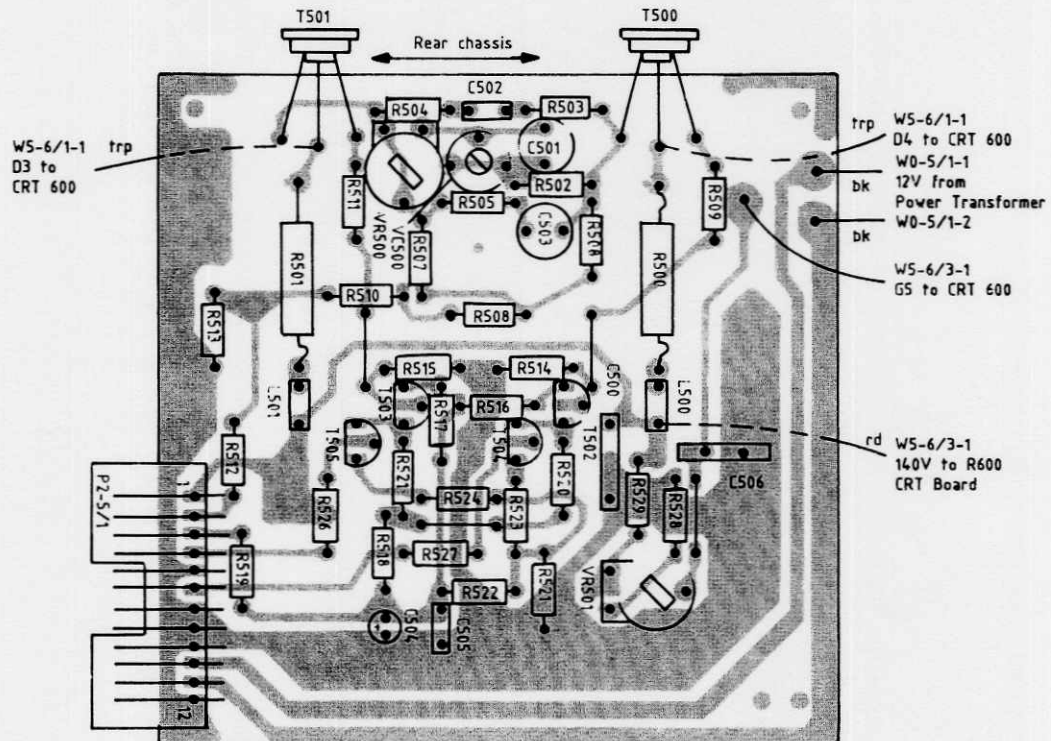 T501
T500
Rear chassis
C502
R504
R503
C501
W5-6/1-1 trp
D3 to
CRT 600
trp W5-6/1-1
D4 to CRT 600
W0-5/1-1
bk 12V from
Power Transformer
bk W0-5/1-2
W5-6/3-1
G5 to CRT 600
R502
R505
R511
VR500
VC500
R507
C503
R506
R509
R501
R500
R510
R508
R513
R515
R514
C500
L501
T503
R517
R516
T502
L500
rd W5-6/3-1
140V to R600
CRT Board
R512
T505
T504
R521
R520
C506
P2-5/1
1
R526
R524
R523
R529
R528
R519
R518
R527
R522
R521
VR501
+
C504
C505
12